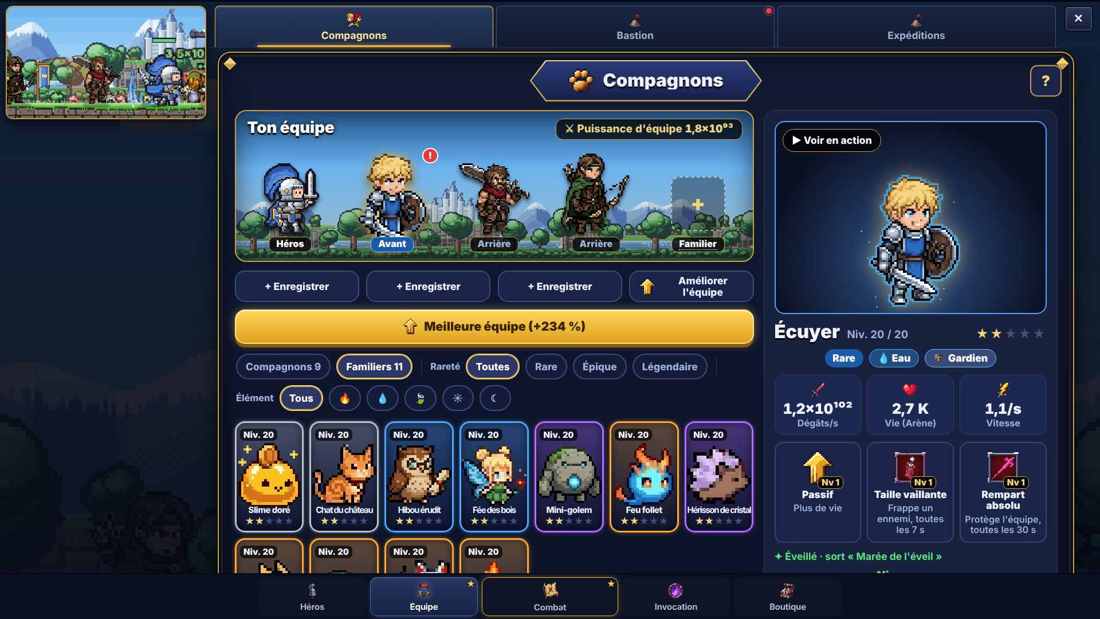 Compagnons
Bastion
Expéditions
×
3,5×10
Compagnons
?
Ton équipe
Puissance d'équipe 1,8×10⁹³
!
Héros
Avant
Arrière
Arrière
+
Familier
+ Enregistrer
+ Enregistrer
+ Enregistrer
Améliorer
l'équipe
Meilleure équipe (+234 %)
Compagnons 9
Familiers 11
Rareté
Toutes
Rare
Épique
Légendaire
Élément
Tous
Niv. 20
Niv. 20
Niv. 20
Niv. 20
Niv. 20
Niv. 20
Niv. 20
Slime doré
Chat du château
Hibou érudit
Fée des bois
Mini-golem
Feu follet
Hérisson de cristal
Niv. 20
Niv. 20
Niv. 20
Niv. 20
▶ Voir en action
Écuyer Niv. 20 / 20
Rare
Eau
Gardien
1,2×10¹⁰²
Dégâts/s
2,7 K
Vie (Arène)
1,1/s
Vitesse
Nv 1
Passif
Plus de vie
Nv 1
Taille vaillante
Frappe un
ennemi, toutes
les 7 s
Nv 1
Rempart
absolu
Protège l'équipe,
toutes les 30 s
Éveillé · sort « Marée de l'éveil »
Héros
Équipe
Combat
Invocation
Boutique